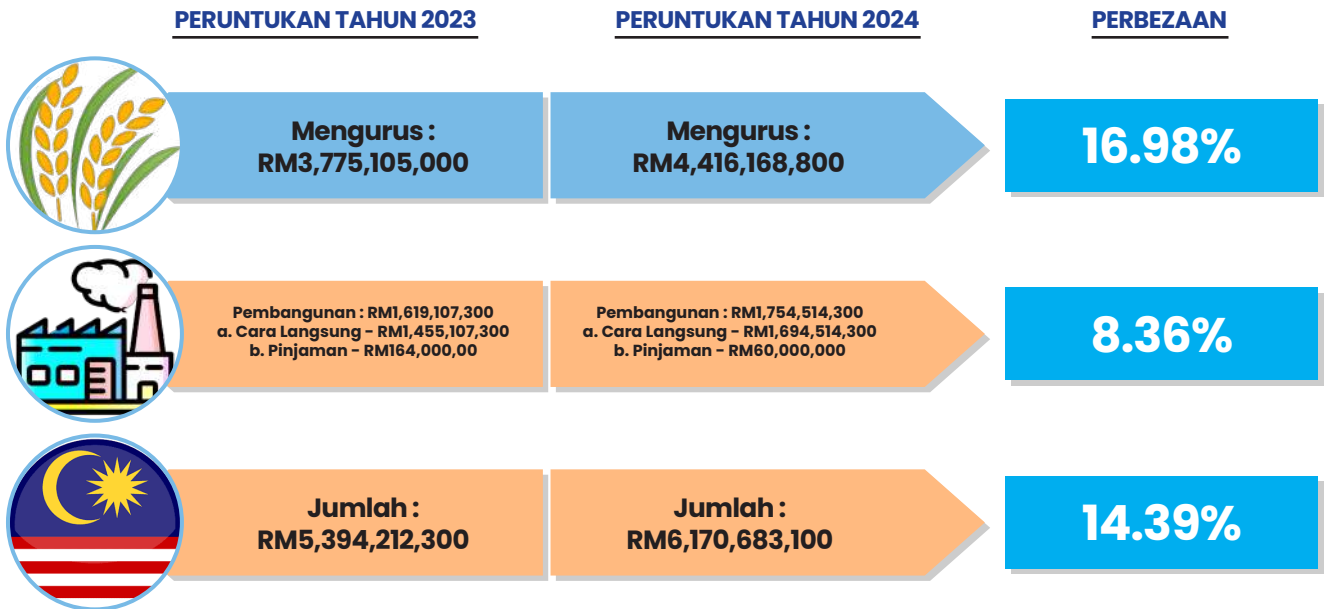 PERUNTUKAN TAHUN 2023
PERUNTUKAN TAHUN 2024
PERBEZAAN
Mengurus :
RM3,775,105,000
Mengurus :
RM4,416,168,800
16.98%
Pembangunan : RM1,619,107,300
a. Cara Langsung - RM1,455,107,300
b. Pinjaman - RM164,000,00
Pembangunan : RM1,754,514,300
a. Cara Langsung - RM1,694,514,300
b. Pinjaman - RM60,000,000
8.36%
Jumlah :
RM5,394,212,300
Jumlah :
RM6,170,683,100
14.39%